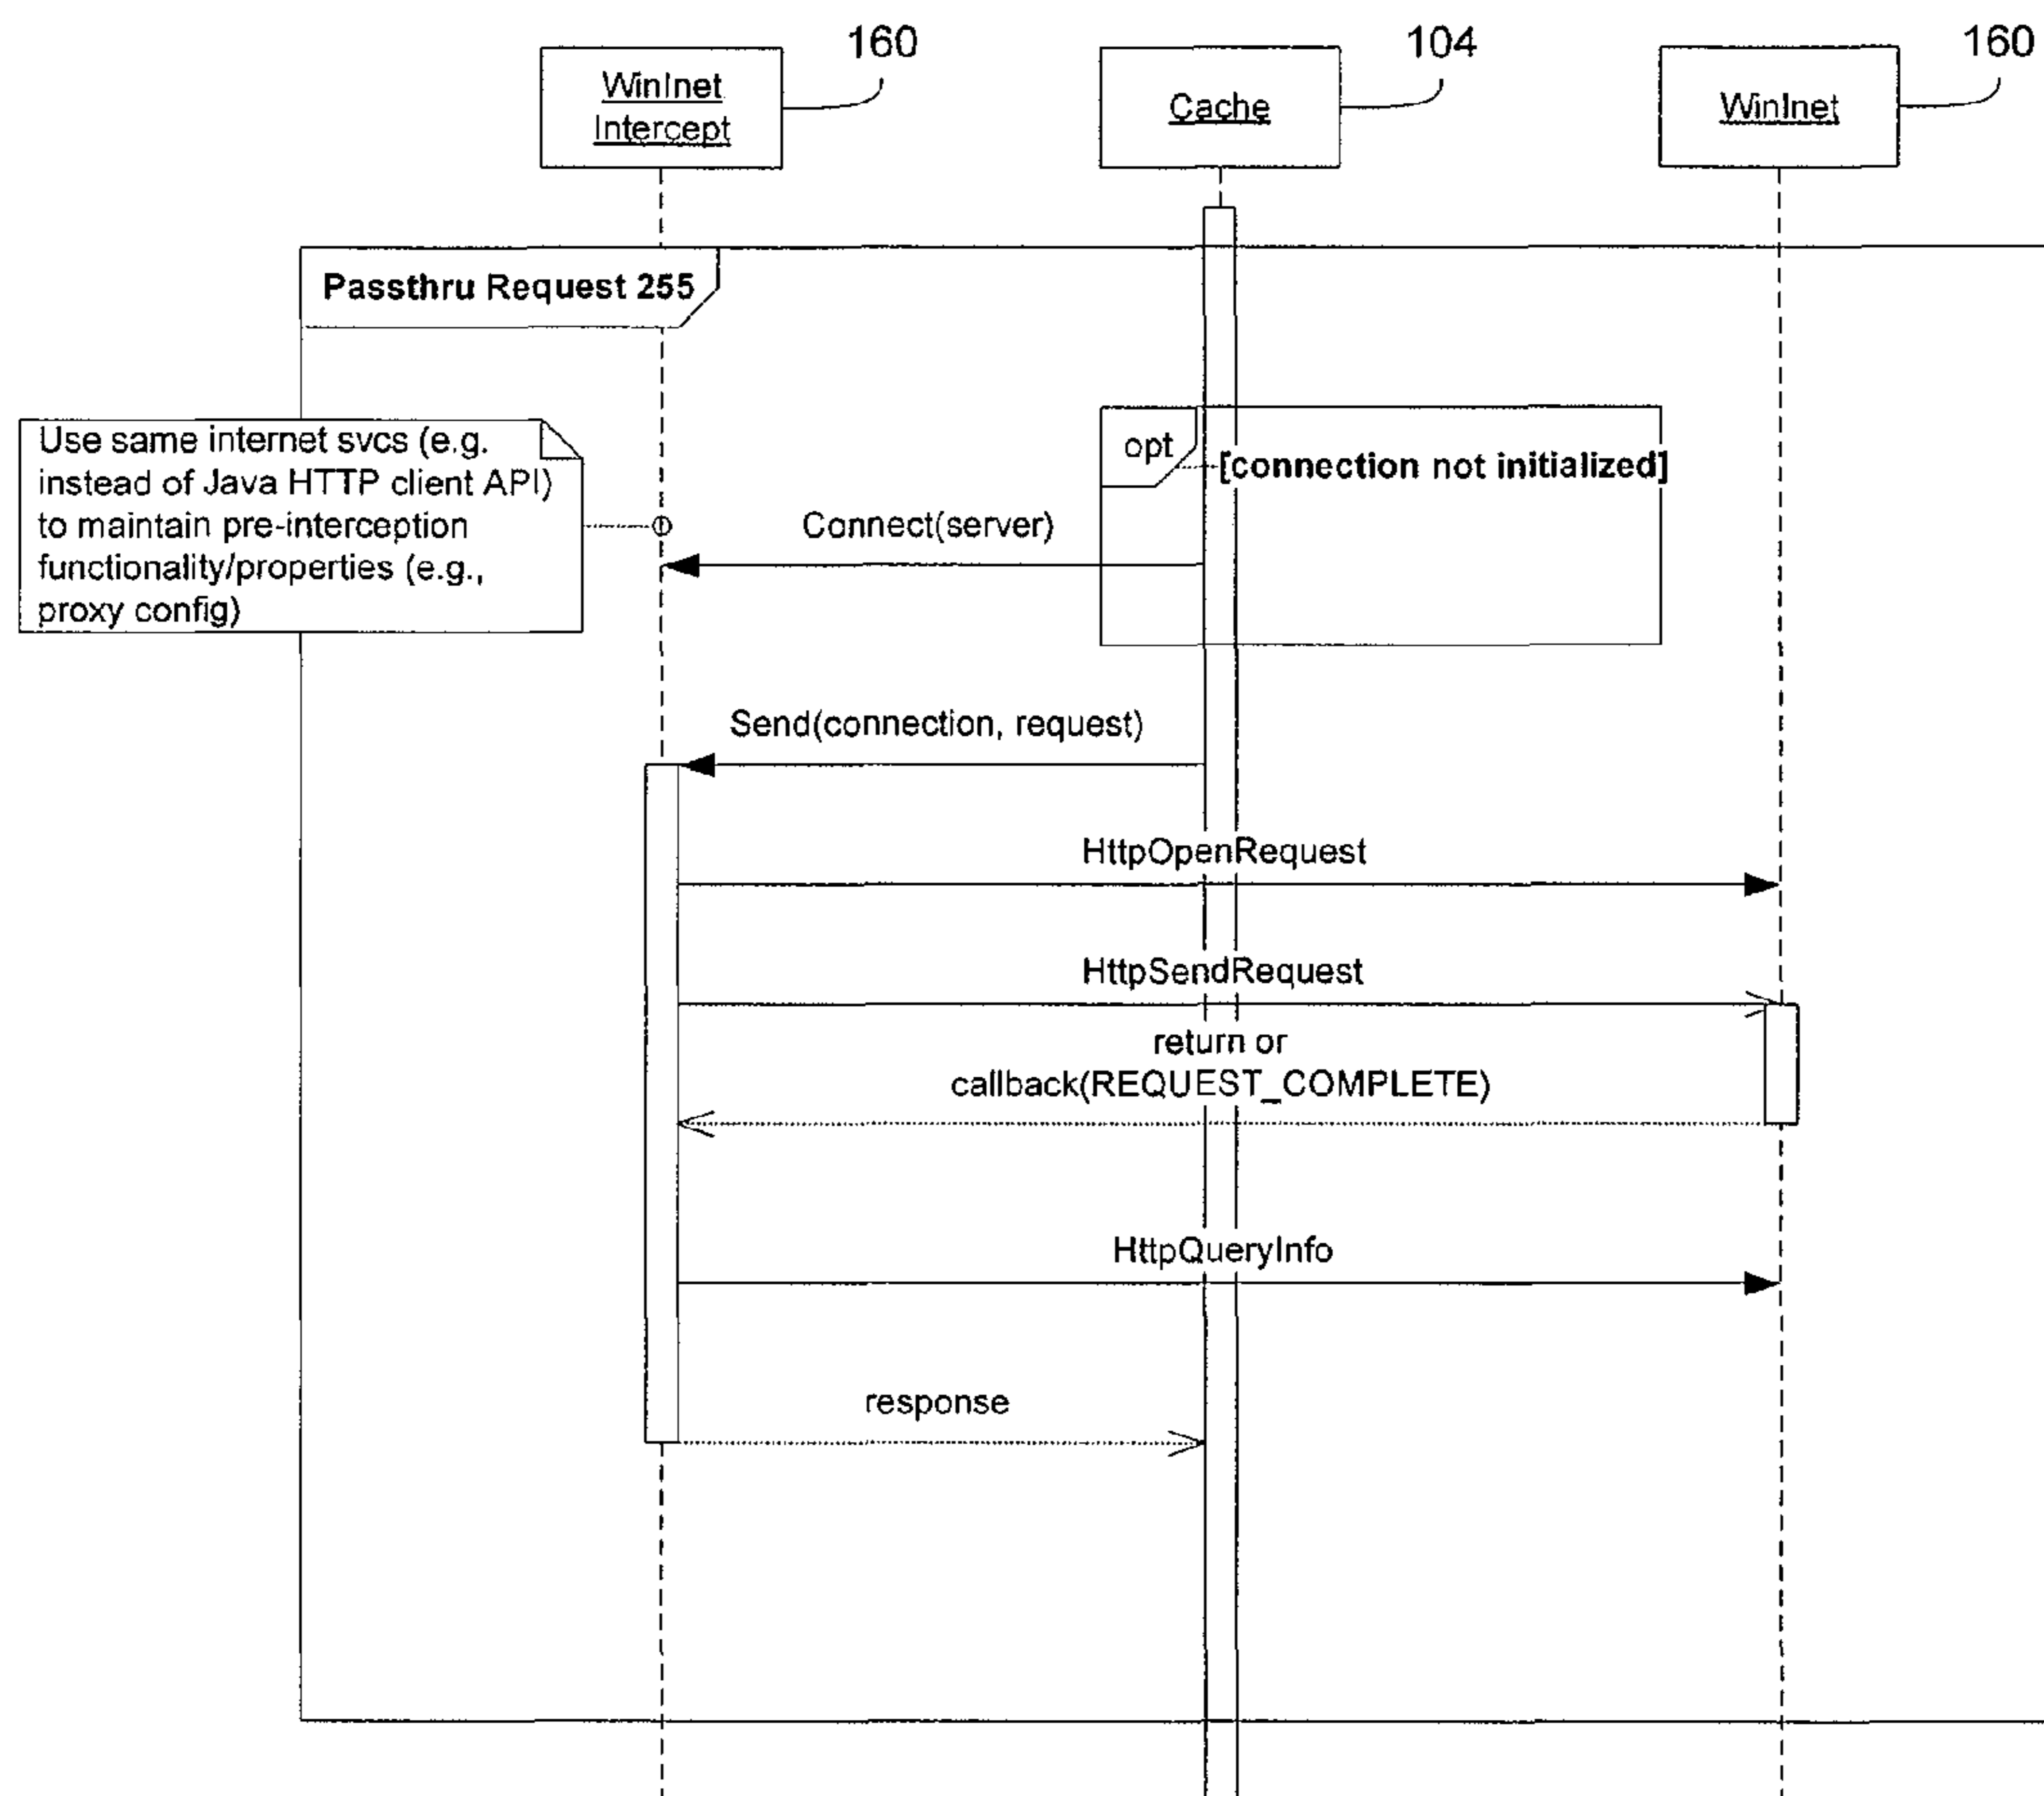 160
104
160
WinInet
Intercept
Cache
WinInet
Passthru Request 255
opt
[connection not initialized]
Use same internet svcs (e.g.
instead of Java HTTP client API)
to maintain pre-interception
functionality/properties (e.g.,
proxy config)
Connect(server)
Send(connection, request)
HttpOpenRequest
HttpSendRequest
return or
callback(REQUEST_COMPLETE)
HttpQueryInfo
response